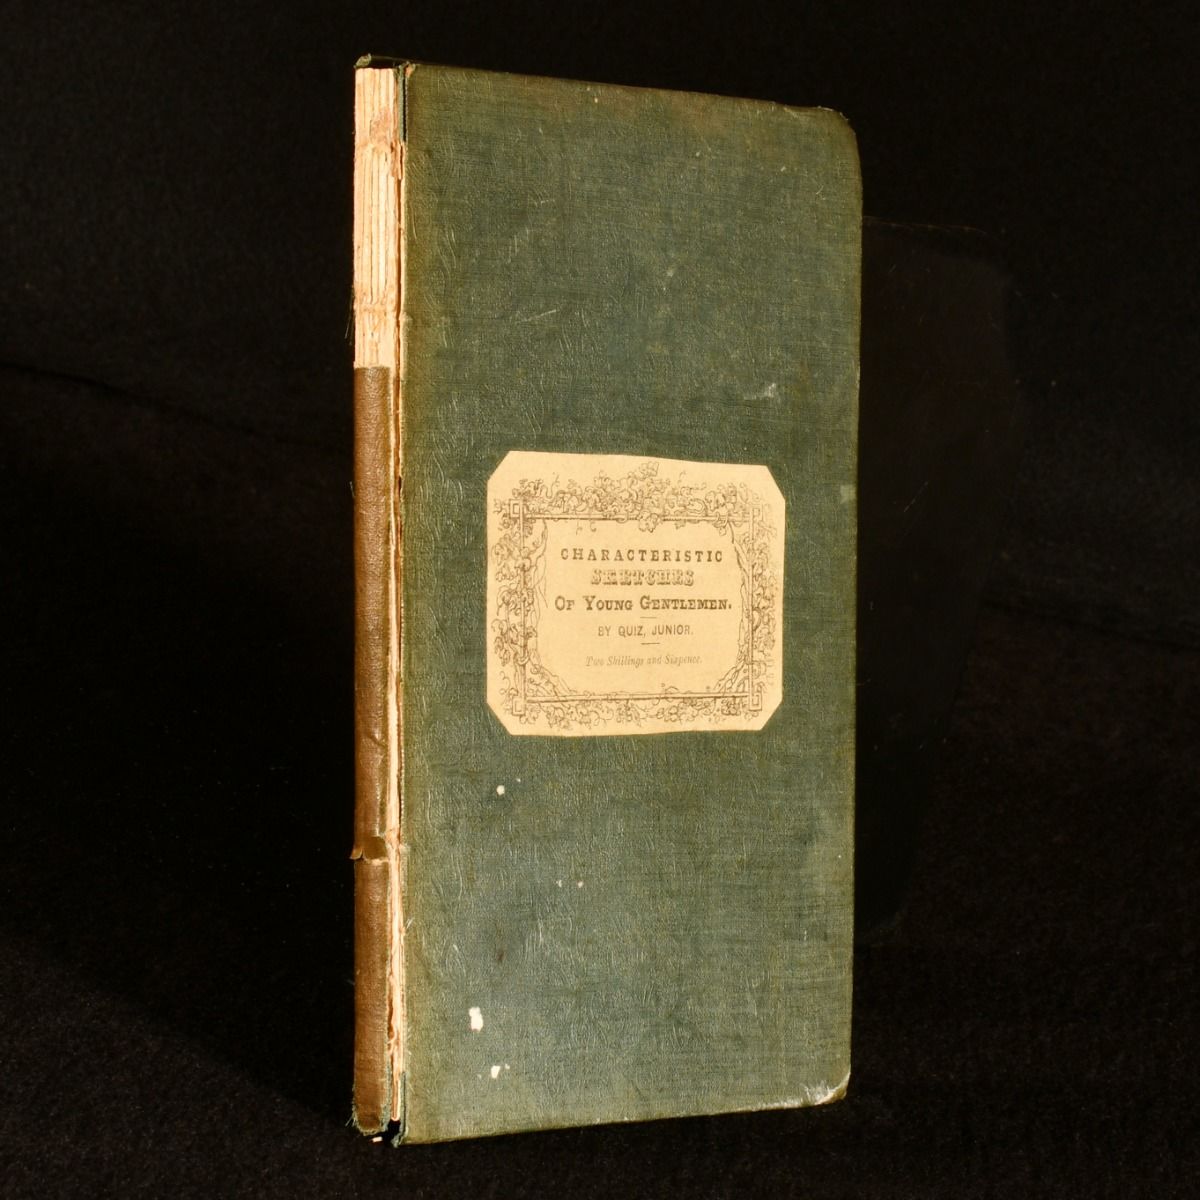 CHARACTERISTIC
SKETCHES
OF YOUNG GENTLEMEN.
BY QUIZ, JUNIOR.
Two Shillings and Sixpence.